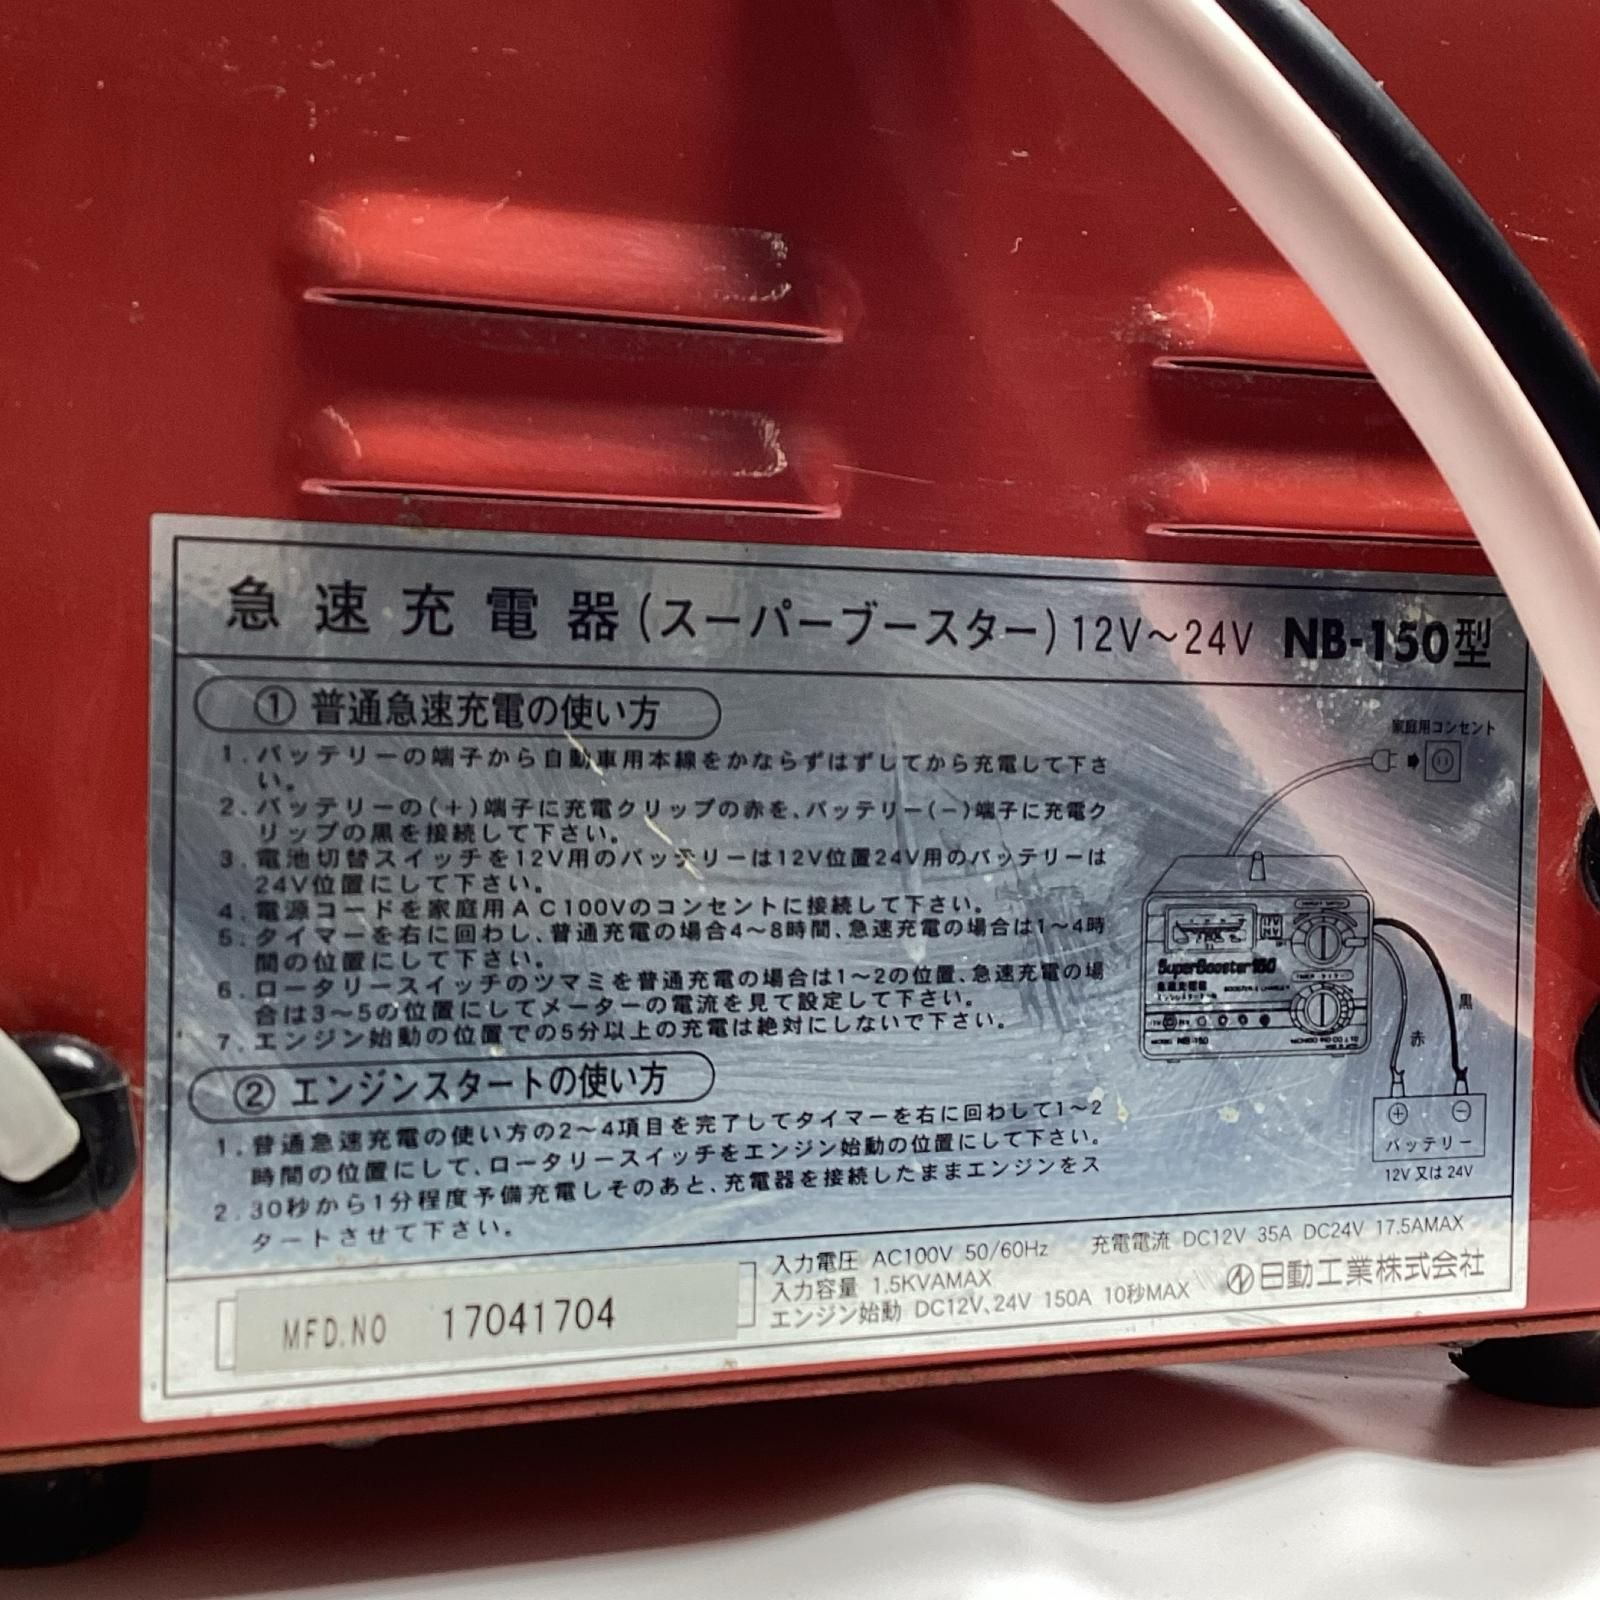 急速充電器(スーパーブースター)12V～24V NB-150型
① 普通急速充電の使い方
1. バッテリーの端子から自動車用本線をかならずはずしてから充電して下さ
い。
2. バッテリーの(+)端子に充電クリップの赤を、バッテリー(−)端子に充電ク
リップの黒を接続して下さい。
3. 電池切替スイッチを12V用のバッテリーは12V位置24V用のバッテリーは
24V位置にして下さい。
4. 電源コードを家庭用AC100Vのコンセントに接続して下さい。
5. タイマーを右に回わし、普通充電の場合4～8時間、急速充電の場合は1～4時
間の位置にして下さい。
6. ロータリースイッチのツマミを普通充電の場合は1～2の位置、急速充電の場
合は3～5の位置にしてメーターの電流を見て設定して下さい。
7. エンジン始動の位置での5分以上の充電は絶対にしないで下さい。
② エンジンスタートの使い方
1. 普通急速充電の使い方の2～4項目を完了してタイマーを右に回わして1～2
時間の位置にして、ロータリースイッチをエンジン始動の位置にして下さい。
2. 30秒から1分程度予備充電しそのあと、充電器を接続したままエンジンをス
タートさせて下さい。
家庭用コンセント
SuperBooster150
急速充電器
NB-150
黒
赤
+ −
バッテリー
12V 又は 24V
MFD.NO 17041704
入力電圧 AC100V 50/60Hz 充電電流 DC12V 35A DC24V 17.5AMAX
入力容量 1.5KVAMAX
エンジン始動 DC12V、24V 150A 10秒MAX
日動工業株式会社